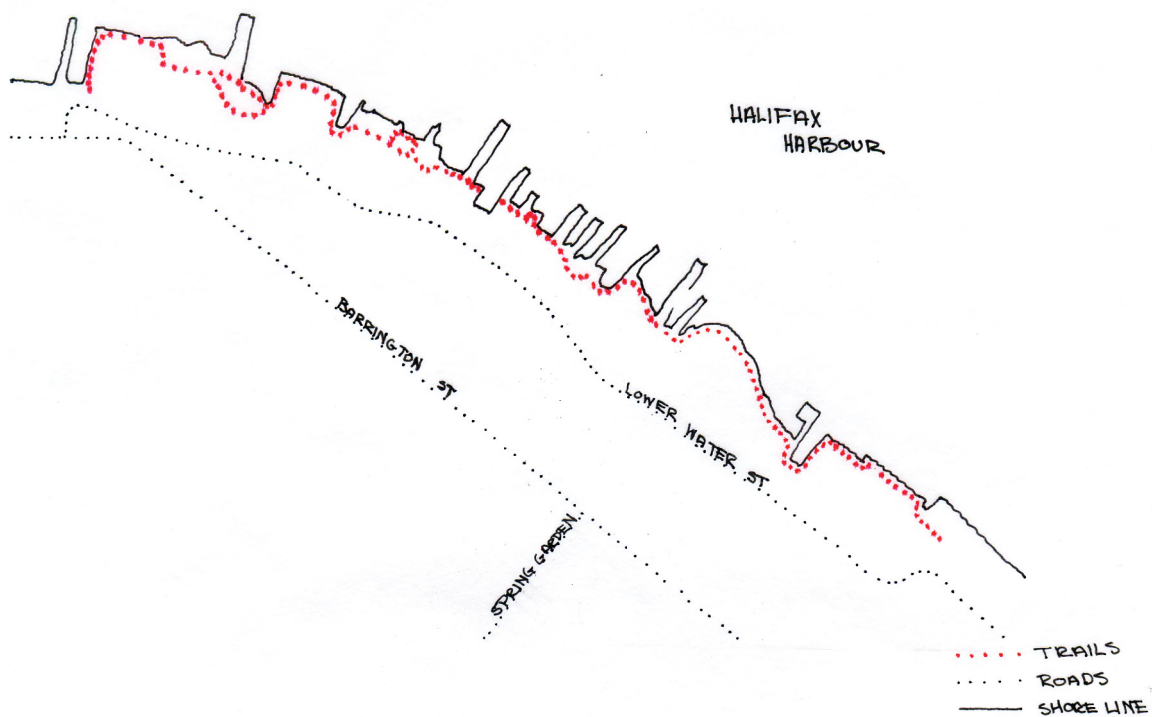 HALIFAX
HARBOUR
BARRINGTON ST
LOWER WATER ST
SPRING GARDEN
TRAILS
ROADS
SHORE LINE